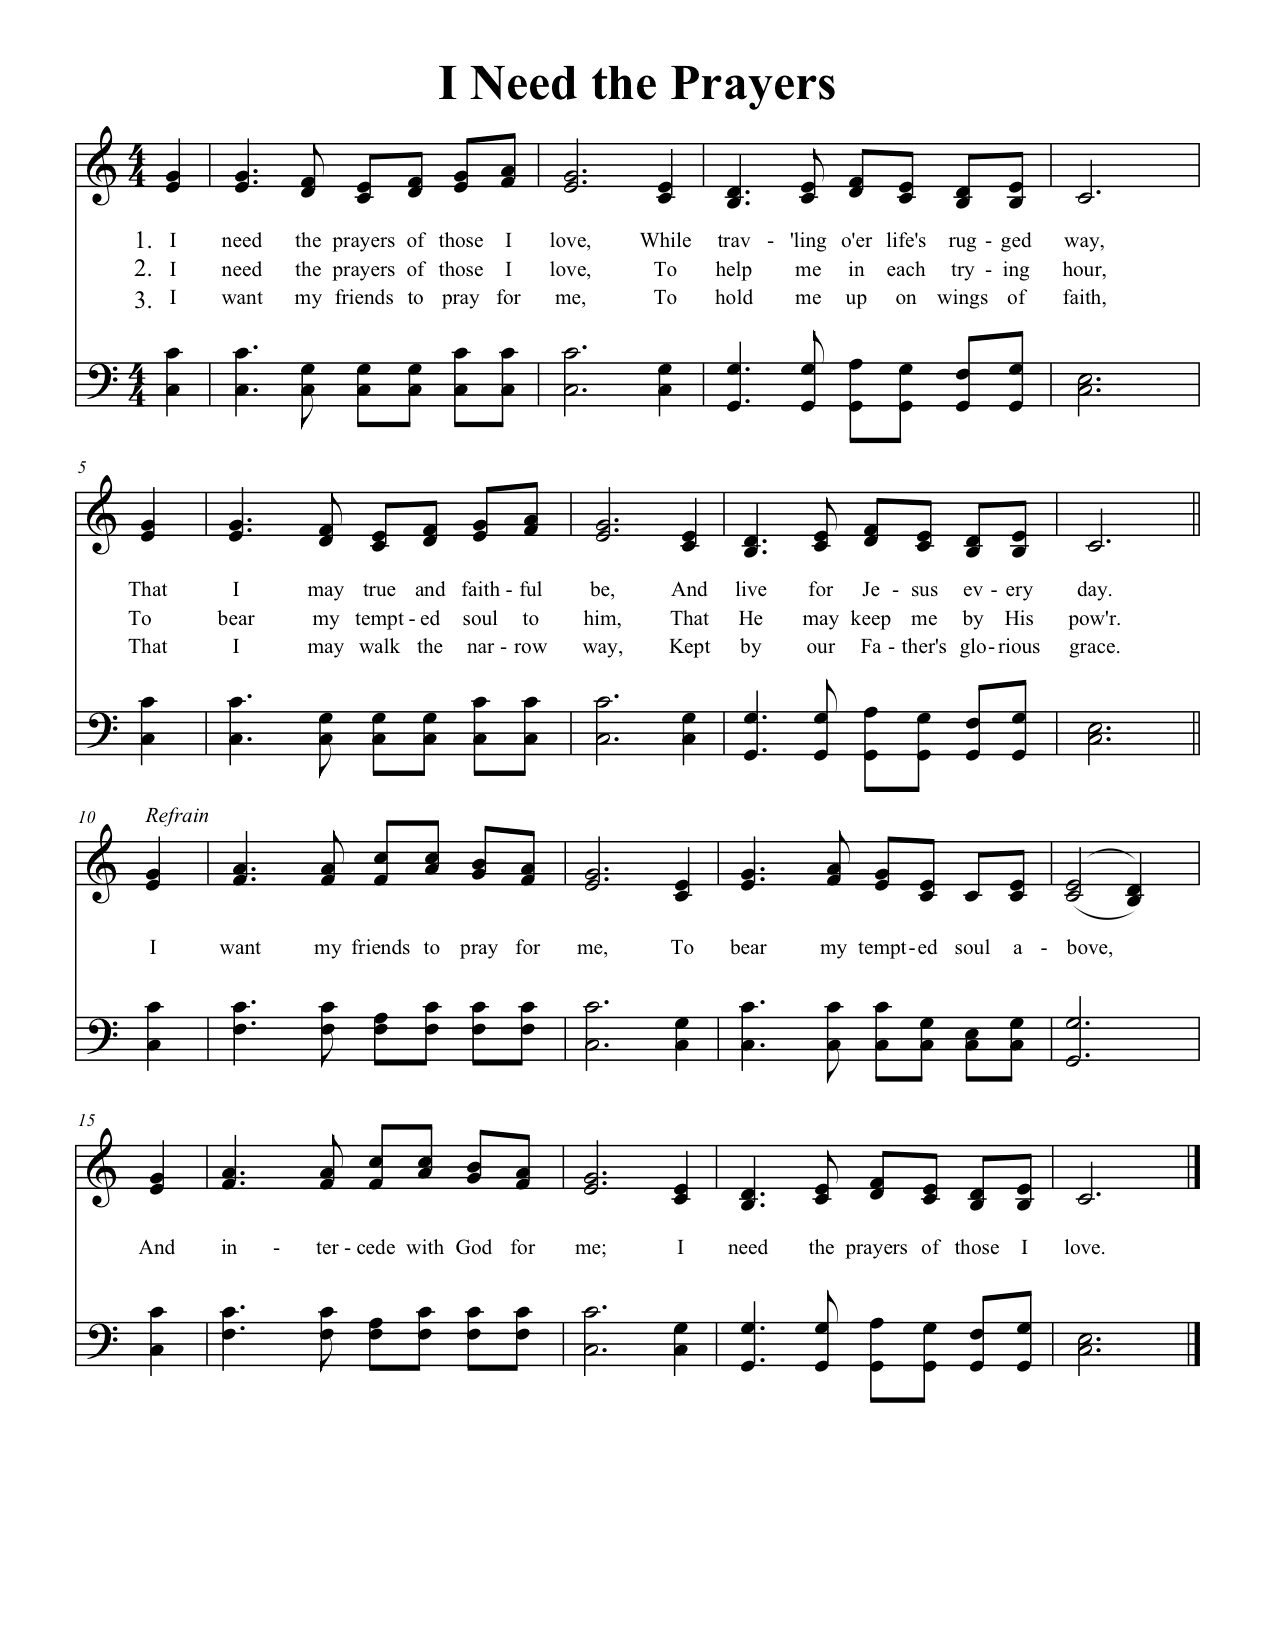 I Need the Prayers
1. I need the prayers of those I love, While trav - 'ling o'er life's rug - ged way,
2. I need the prayers of those I love, To help me in each try - ing hour,
3. I want my friends to pray for me, To hold me up on wings of faith,
5
That I may true and faith - ful be, And live for Je - sus ev - ery day.
To bear my tempt - ed soul to him, That He may keep me by His pow'r.
That I may walk the nar - row way, Kept by our Fa - ther's glo - rious grace.
10 Refrain
I want my friends to pray for me, To bear my tempt - ed soul a - bove,
15
And in - ter - cede with God for me; I need the prayers of those I love.